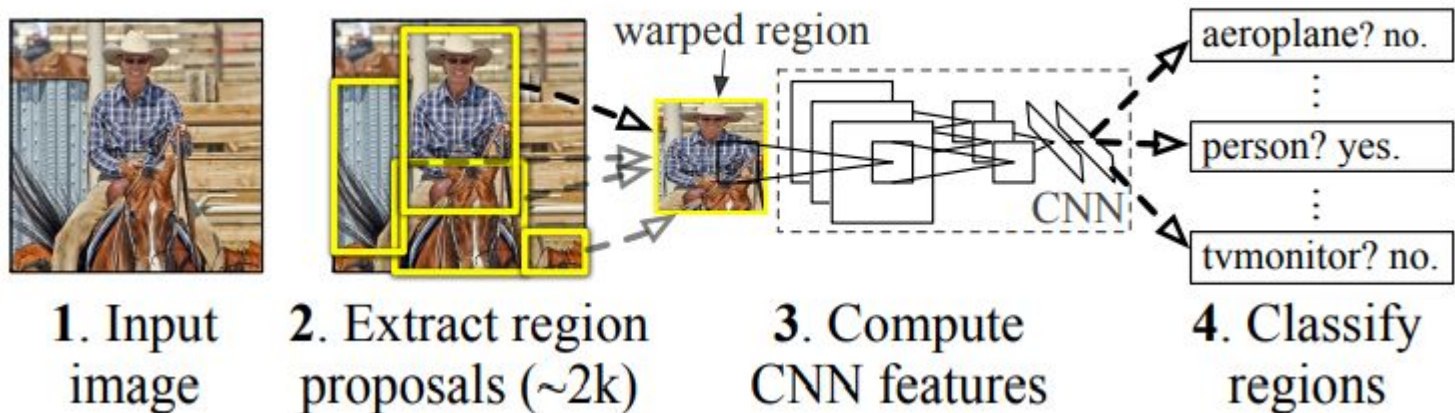 warped region
aeroplane? no.
⋮
person? yes.
⋮
tvmonitor? no.
CNN
1. Input
image
2. Extract region
proposals (~2k)
3. Compute
CNN features
4. Classify
regions